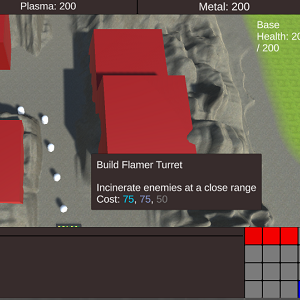 Plasma: 200
Metal: 200
Base
Health: 20
/ 200
Build Flamer Turret
Incinerate enemies at a close range
Cost: 75, 75, 50